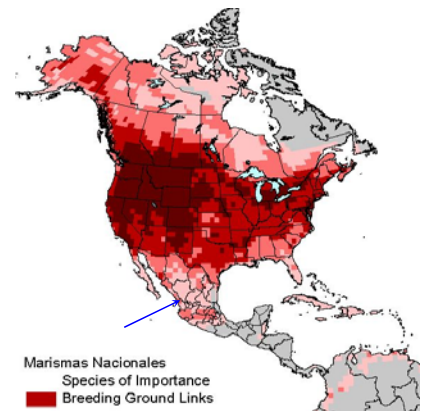 Marismas Nacionales
Species of Importance
Breeding Ground Links